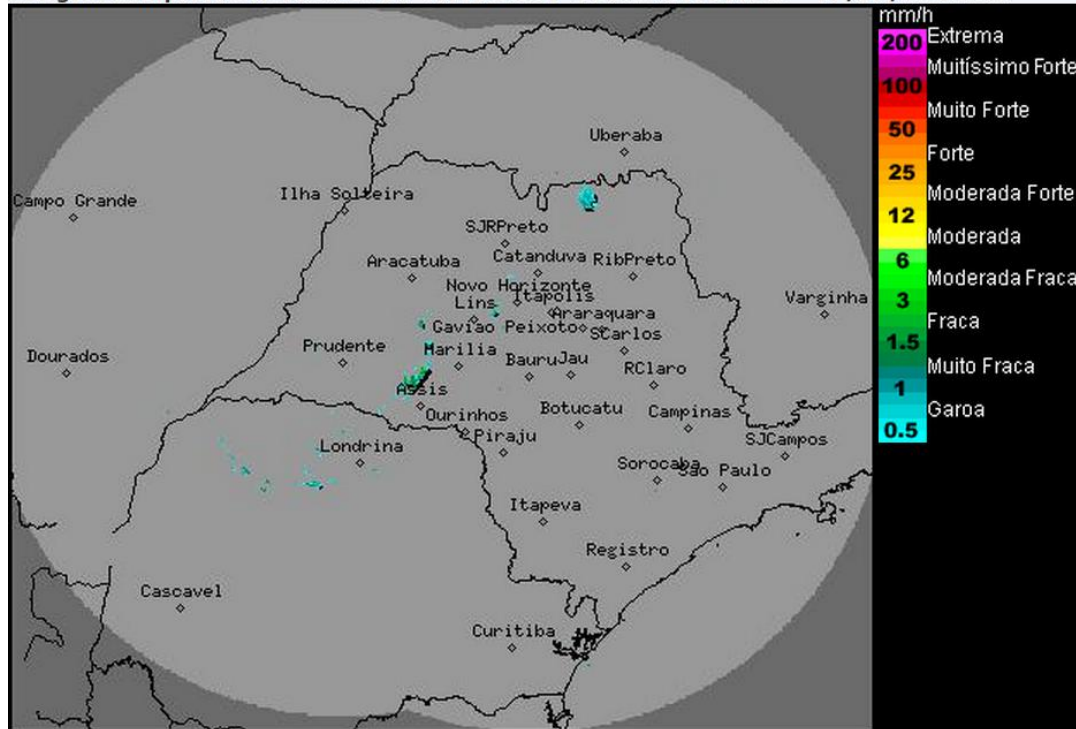 mm/h
200 Extrema
Muitíssimo Forte
100
Muito Forte
50
Forte
25
Moderada Forte
12
Moderada
6
Moderada Fraca
3
Fraca
1.5
Muito Fraca
1
Garoa
0.5
Uberaba
Campo Grande
Ilha Solteira
SJRPreto
Catanduva
RibPreto
Aracatuba
Novo Horizonte
Lins
Itapolis
Varginha
Araraquara
Gaviao Peixoto
SCarlos
Prudente
Marilia
Dourados
Bauru
Jau
RClaro
Assis
Ourinhos
Botucatu
Campinas
Piraju
SJCampos
Londrina
Sorocaba
Sao Paulo
Itapeva
Registro
Cascavel
Curitiba